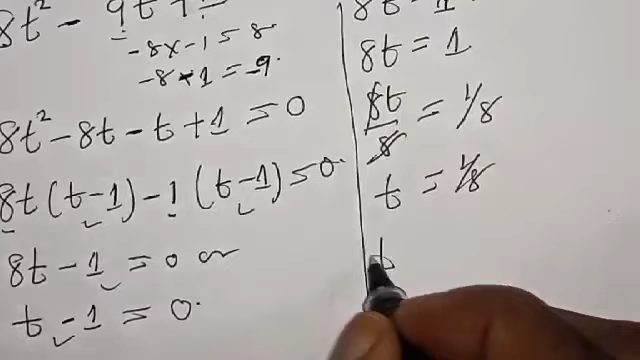 8t² - 9t +
-8x-1 = 8
-8-1 = -9.
8t² - 8t - t + 1 = 0
8t (t-1) - 1 (t-1) = 0.
8t - 1 = 0 or
t - 1 = 0.
8t - 1
8t = 1
8t/8 = 1/8
t = 1/8
t